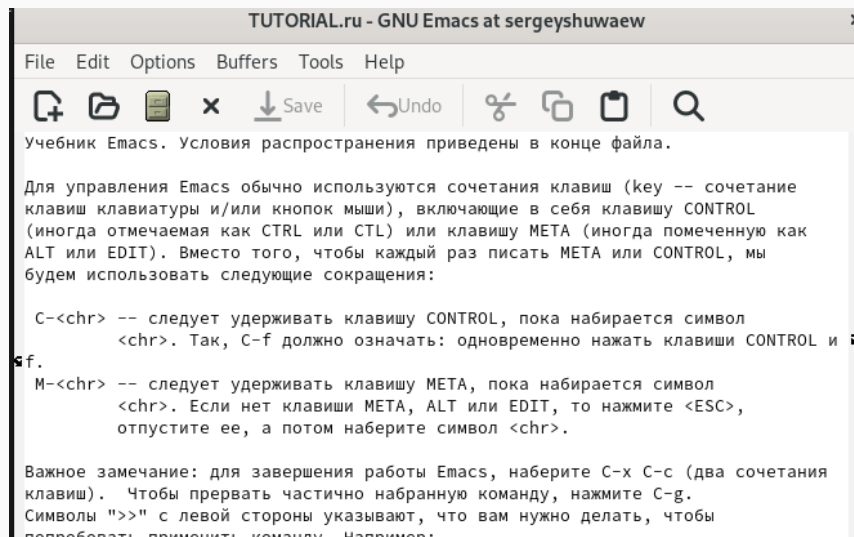 TUTORIAL.ru - GNU Emacs at sergeyshuwaew
File Edit Options Buffers Tools Help
Save Undo
Учебник Emacs. Условия распространения приведены в конце файла.
Для управления Emacs обычно используются сочетания клавиш (key -- сочетание
клавиш клавиатуры и/или кнопок мыши), включающие в себя клавишу CONTROL
(иногда отмечаемая как CTRL или CTL) или клавишу META (иногда помеченную как
ALT или EDIT). Вместо того, чтобы каждый раз писать META или CONTROL, мы
будем использовать следующие сокращения:
C-<chr> -- следует удерживать клавишу CONTROL, пока набирается символ
<chr>. Так, C-f должно означать: одновременно нажать клавиши CONTROL и
f.
M-<chr> -- следует удерживать клавишу META, пока набирается символ
<chr>. Если нет клавиши META, ALT или EDIT, то нажмите <ESC>,
отпустите ее, а потом наберите символ <chr>.
Важное замечание: для завершения работы Emacs, наберите C-x C-c (два сочетания
клавиш). Чтобы прервать частично набранную команду, нажмите C-g.
Символы ">>" с левой стороны указывают, что вам нужно делать, чтобы
попробовать применить команду. Например: